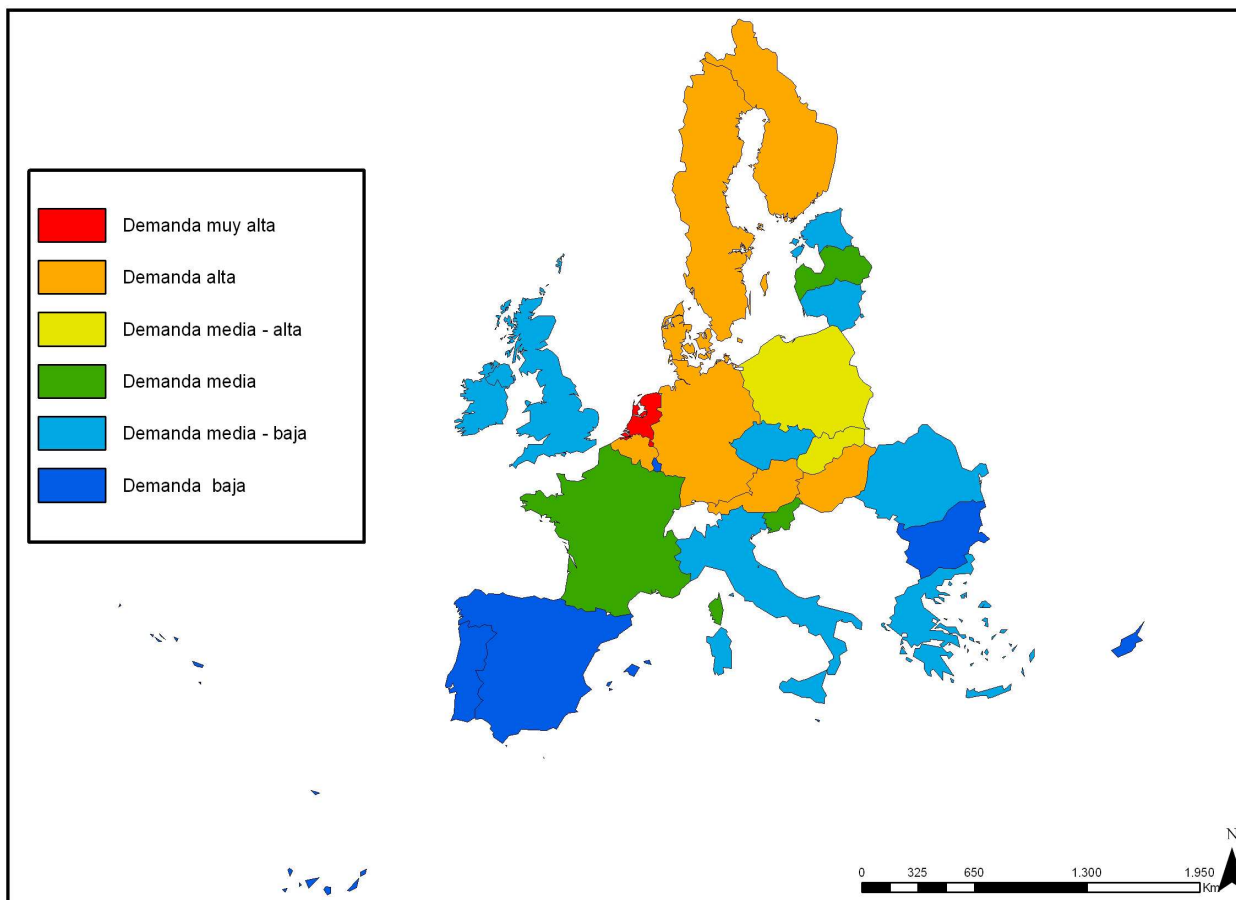 Demanda muy alta
Demanda alta
Demanda media - alta
Demanda media
Demanda media - baja
Demanda  baja
N
0 325 650 1.300 1.950
Km